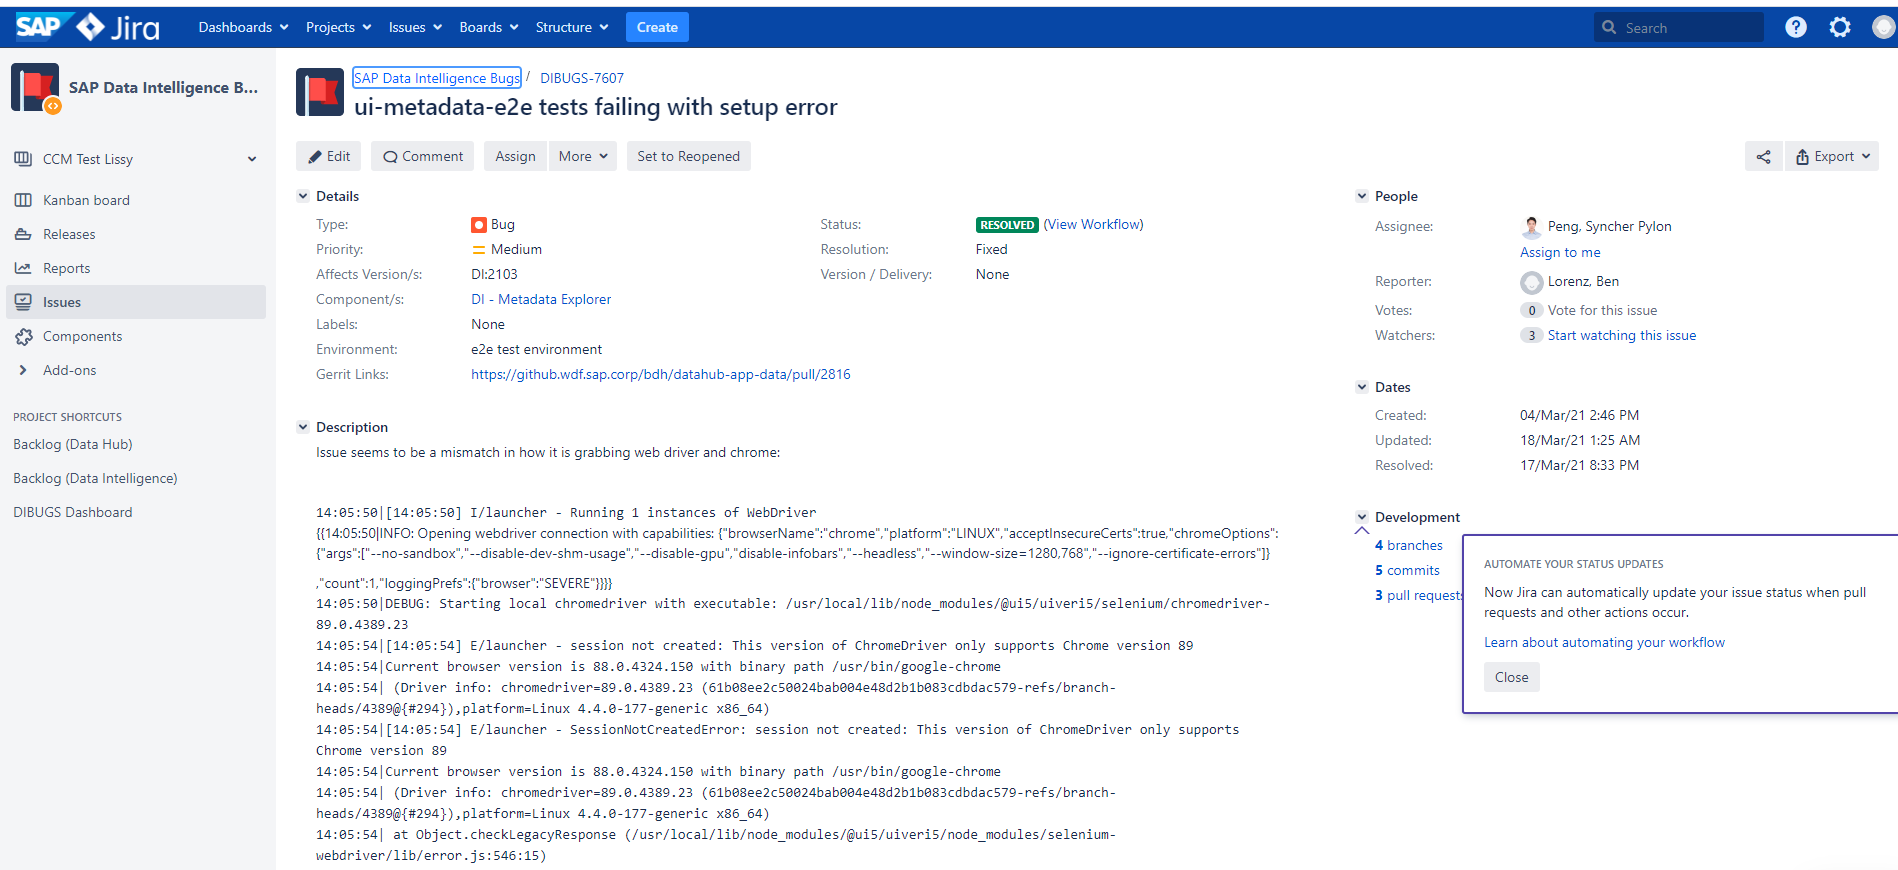 SAP Jira Dashboards Projects Issues Boards Structure Create Search
SAP Data Intelligence B...
CCM Test Lissy
Kanban board
Releases
Reports
Issues
Components
Add-ons
PROJECT SHORTCUTS
Backlog (Data Hub)
Backlog (Data Intelligence)
DIBUGS Dashboard
SAP Data Intelligence Bugs / DIBUGS-7607
ui-metadata-e2e tests failing with setup error
Edit Comment Assign More Set to Reopened Export
Details
Type: Bug
Priority: Medium
Affects Version/s: DI:2103
Component/s: DI - Metadata Explorer
Labels: None
Environment: e2e test environment
Gerrit Links: https://github.wdf.sap.corp/bdh/datahub-app-data/pull/2816
Status: RESOLVED (View Workflow)
Resolution: Fixed
Version / Delivery: None
Description
Issue seems to be a mismatch in how it is grabbing web driver and chrome:
14:05:50|[14:05:50] I/launcher - Running 1 instances of WebDriver
{{14:05:50|INFO: Opening webdriver connection with capabilities: {"browserName":"chrome","platform":"LINUX","acceptInsecureCerts":true,"chromeOptions":
{"args":["--no-sandbox","--disable-dev-shm-usage","--disable-gpu","disable-infobars","--headless","--window-size=1280,768","--ignore-certificate-errors"]}
,"count":1,"loggingPrefs":{"browser":"SEVERE"}}}}
14:05:50|DEBUG: Starting local chromedriver with executable: /usr/local/lib/node_modules/@ui5/uiveri5/selenium/chromedriver-
89.0.4389.23
14:05:54|[14:05:54] E/launcher - session not created: This version of ChromeDriver only supports Chrome version 89
14:05:54|Current browser version is 88.0.4324.150 with binary path /usr/bin/google-chrome
14:05:54| (Driver info: chromedriver=89.0.4389.23 (61b08ee2c50024bab004e48d2b1b083cdbdac579-refs/branch-
heads/4389@{#294}),platform=Linux 4.4.0-177-generic x86_64)
14:05:54|[14:05:54] E/launcher - SessionNotCreatedError: session not created: This version of ChromeDriver only supports
Chrome version 89
14:05:54|Current browser version is 88.0.4324.150 with binary path /usr/bin/google-chrome
14:05:54| (Driver info: chromedriver=89.0.4389.23 (61b08ee2c50024bab004e48d2b1b083cdbdac579-refs/branch-
heads/4389@{#294}),platform=Linux 4.4.0-177-generic x86_64)
14:05:54| at Object.checkLegacyResponse (/usr/local/lib/node_modules/@ui5/uiveri5/node_modules/selenium-
webdriver/lib/error.js:546:15)
People
Assignee: Peng, Syncher Pylon
Assign to me
Reporter: Lorenz, Ben
Votes: 0 Vote for this issue
Watchers: 3 Start watching this issue
Dates
Created: 04/Mar/21 2:46 PM
Updated: 18/Mar/21 1:25 AM
Resolved: 17/Mar/21 8:33 PM
Development
4 branches
5 commits
3 pull requests
AUTOMATE YOUR STATUS UPDATES
Now Jira can automatically update your issue status when pull
requests and other actions occur.
Learn about automating your workflow
Close